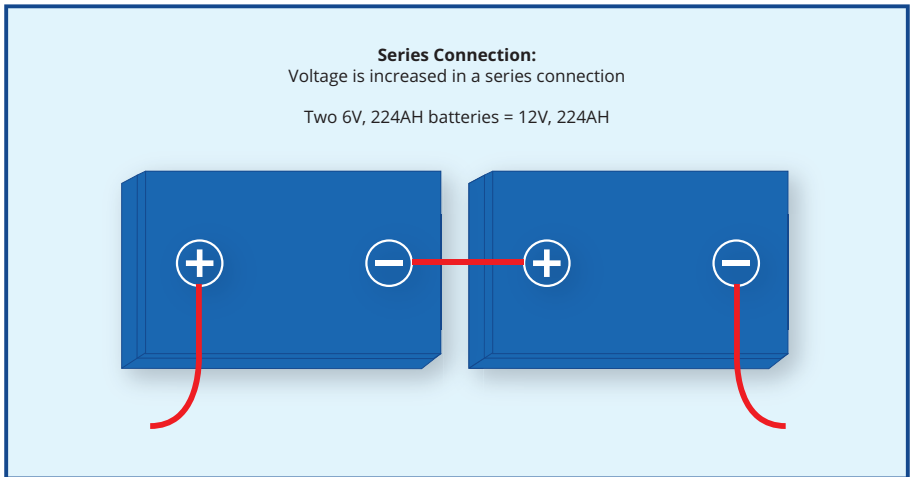 Series Connection:
Voltage is increased in a series connection
Two 6V, 224AH batteries = 12V, 224AH
+ − + −